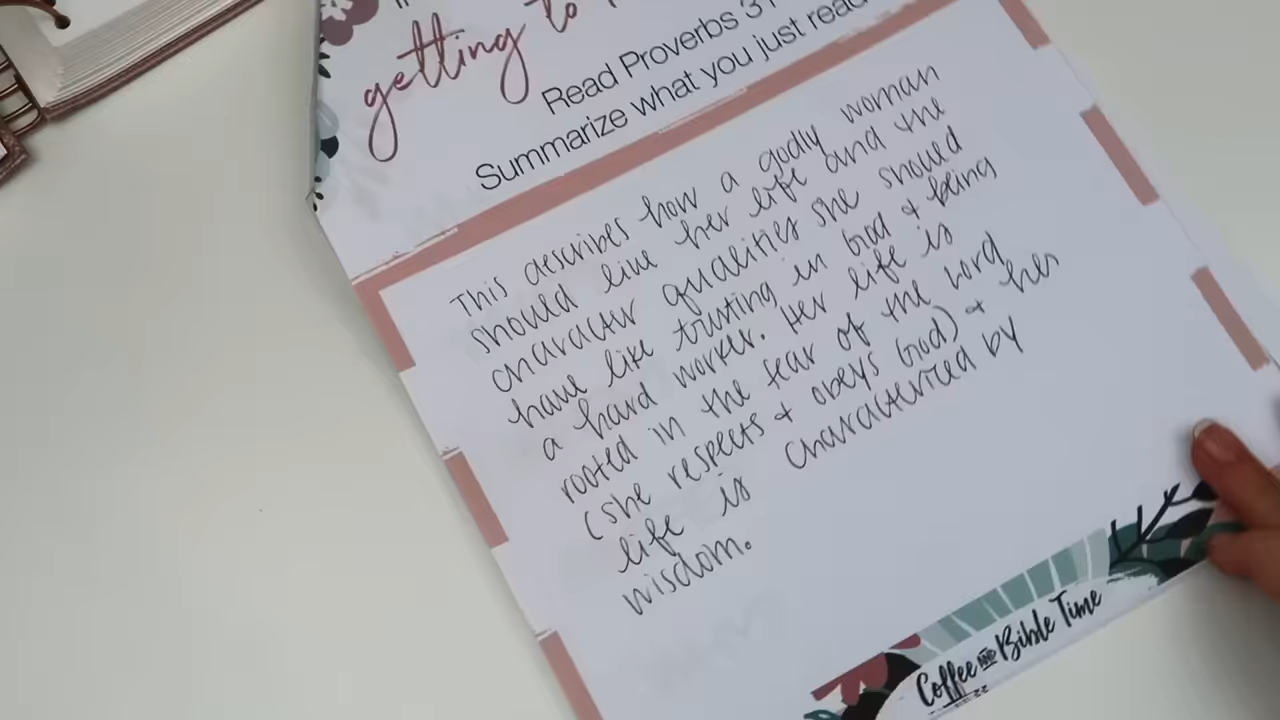 getting to
Read Proverbs 31
Summarize what you just read
This describes how a godly woman
should live her life and the
character qualities she should
have like trusting in God + being
a hard worker. Her life is
rooted in the fear of the Lord
(she respects + obeys God) + her
life is characterized by
wisdom.
Coffee AND Bible Time